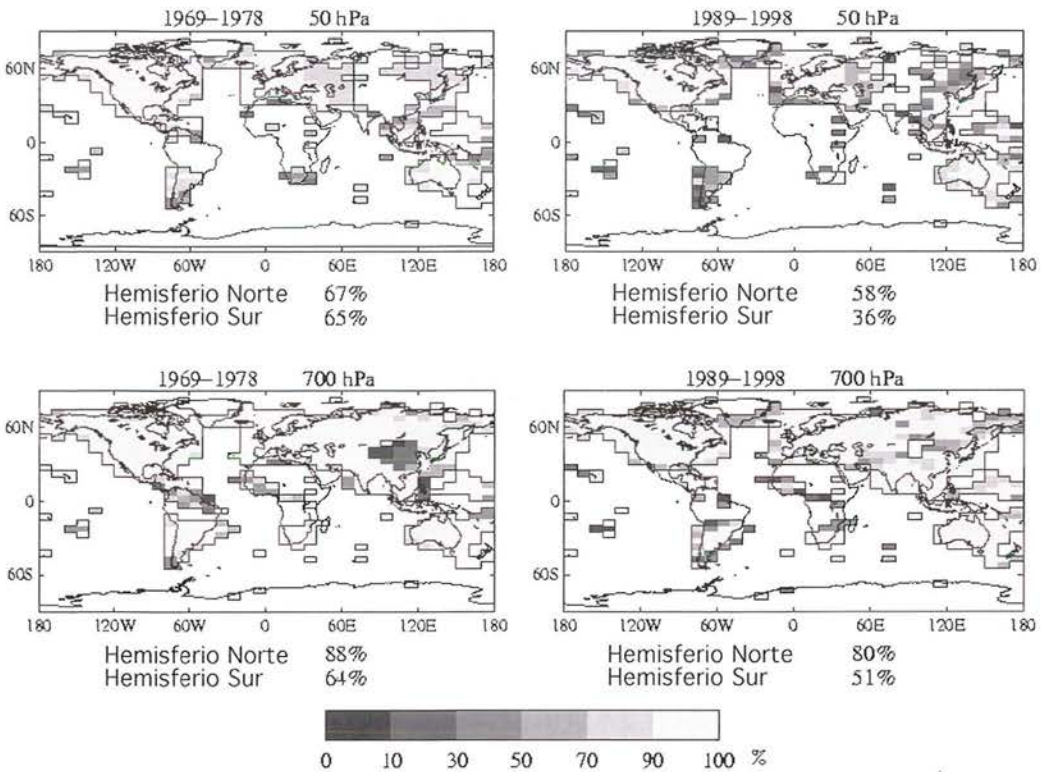 1969–1978 50 hPa
60N
0
60S
180 120W 60W 0 60E 120E 180
Hemisferio Norte 67%
Hemisferio Sur 65%
1989–1998 50 hPa
60N
0
60S
180 120W 60W 0 60E 120E 180
Hemisferio Norte 58%
Hemisferio Sur 36%
1969–1978 700 hPa
60N
0
60S
180 120W 60W 0 60E 120E 180
Hemisferio Norte 88%
Hemisferio Sur 64%
1989–1998 700 hPa
60N
0
60S
180 120W 60W 0 60E 120E 180
Hemisferio Norte 80%
Hemisferio Sur 51%
0 10 30 50 70 90 100 %